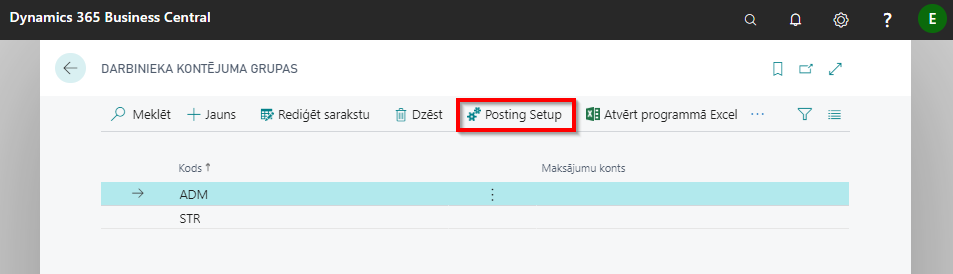 Dynamics 365 Business Central
E
DARBINIEKA KONTĒJUMA GRUPAS
Meklēt Jauns Rediģēt sarakstu Dzēst Posting Setup Atvērt programmā Excel ...
Kods ↑ Maksājumu konts
→ ADM
STR